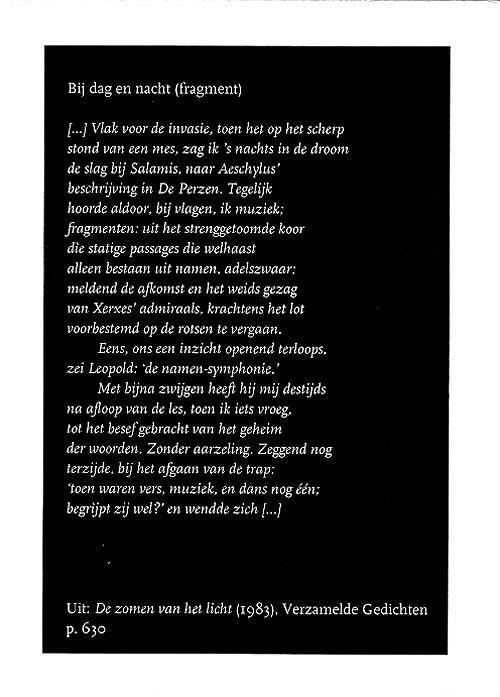 Bij dag en nacht (fragment)
[...] Vlak voor de invasie, toen het op het scherp
stond van een mes, zag ik 's nachts in de droom
de slag bij Salamis, naar Aeschylus'
beschrijving in De Perzen. Tegelijk
hoorde aldoor, bij vlagen, ik muziek;
fragmenten: uit het strenggetoomde koor
die statige passages die welhaast
alleen bestaan uit namen, adelszwaar;
meldend de afkomst en het weids gezag
van Xerxes' admiraals, krachtens het lot
voorbestemd op de rotsen te vergaan.
Eens, ons een inzicht openend terloops,
zei Leopold: 'de namen-symphonie.'
Met bijna zwijgen heeft hij mij destijds
na afloop van de les, toen ik iets vroeg,
tot het besef gebracht van het geheim
der woorden. Zonder aarzeling. Zeggend nog
terzijde, bij het afgaan van de trap:
'toen waren vers, muziek, en dans nog één;
begrijpt zij wel?' en wendde zich [...]
Uit: De zomen van het licht (1983), Verzamelde Gedichten
p. 630